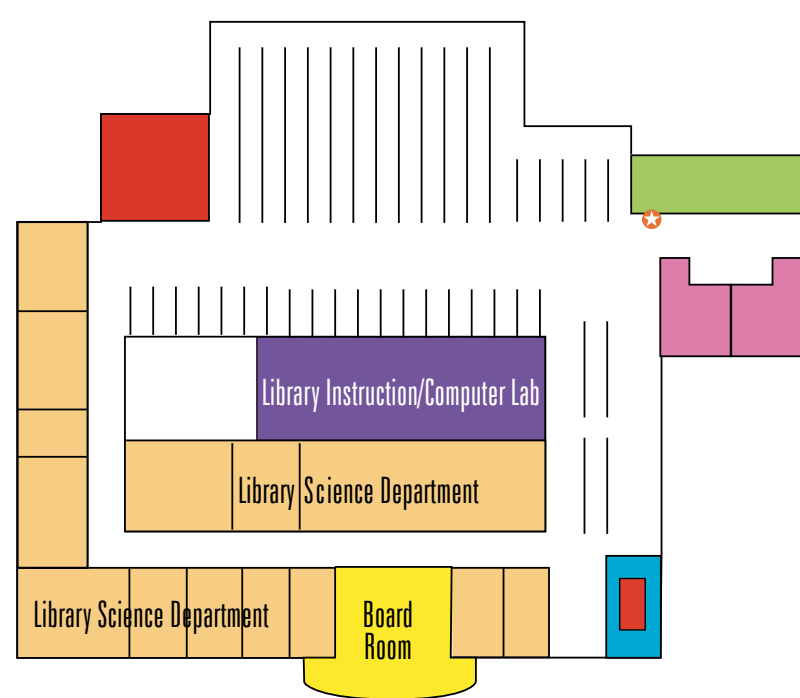 Library Instruction/Computer Lab
Library Science Department
Library Science Department
Board
Room